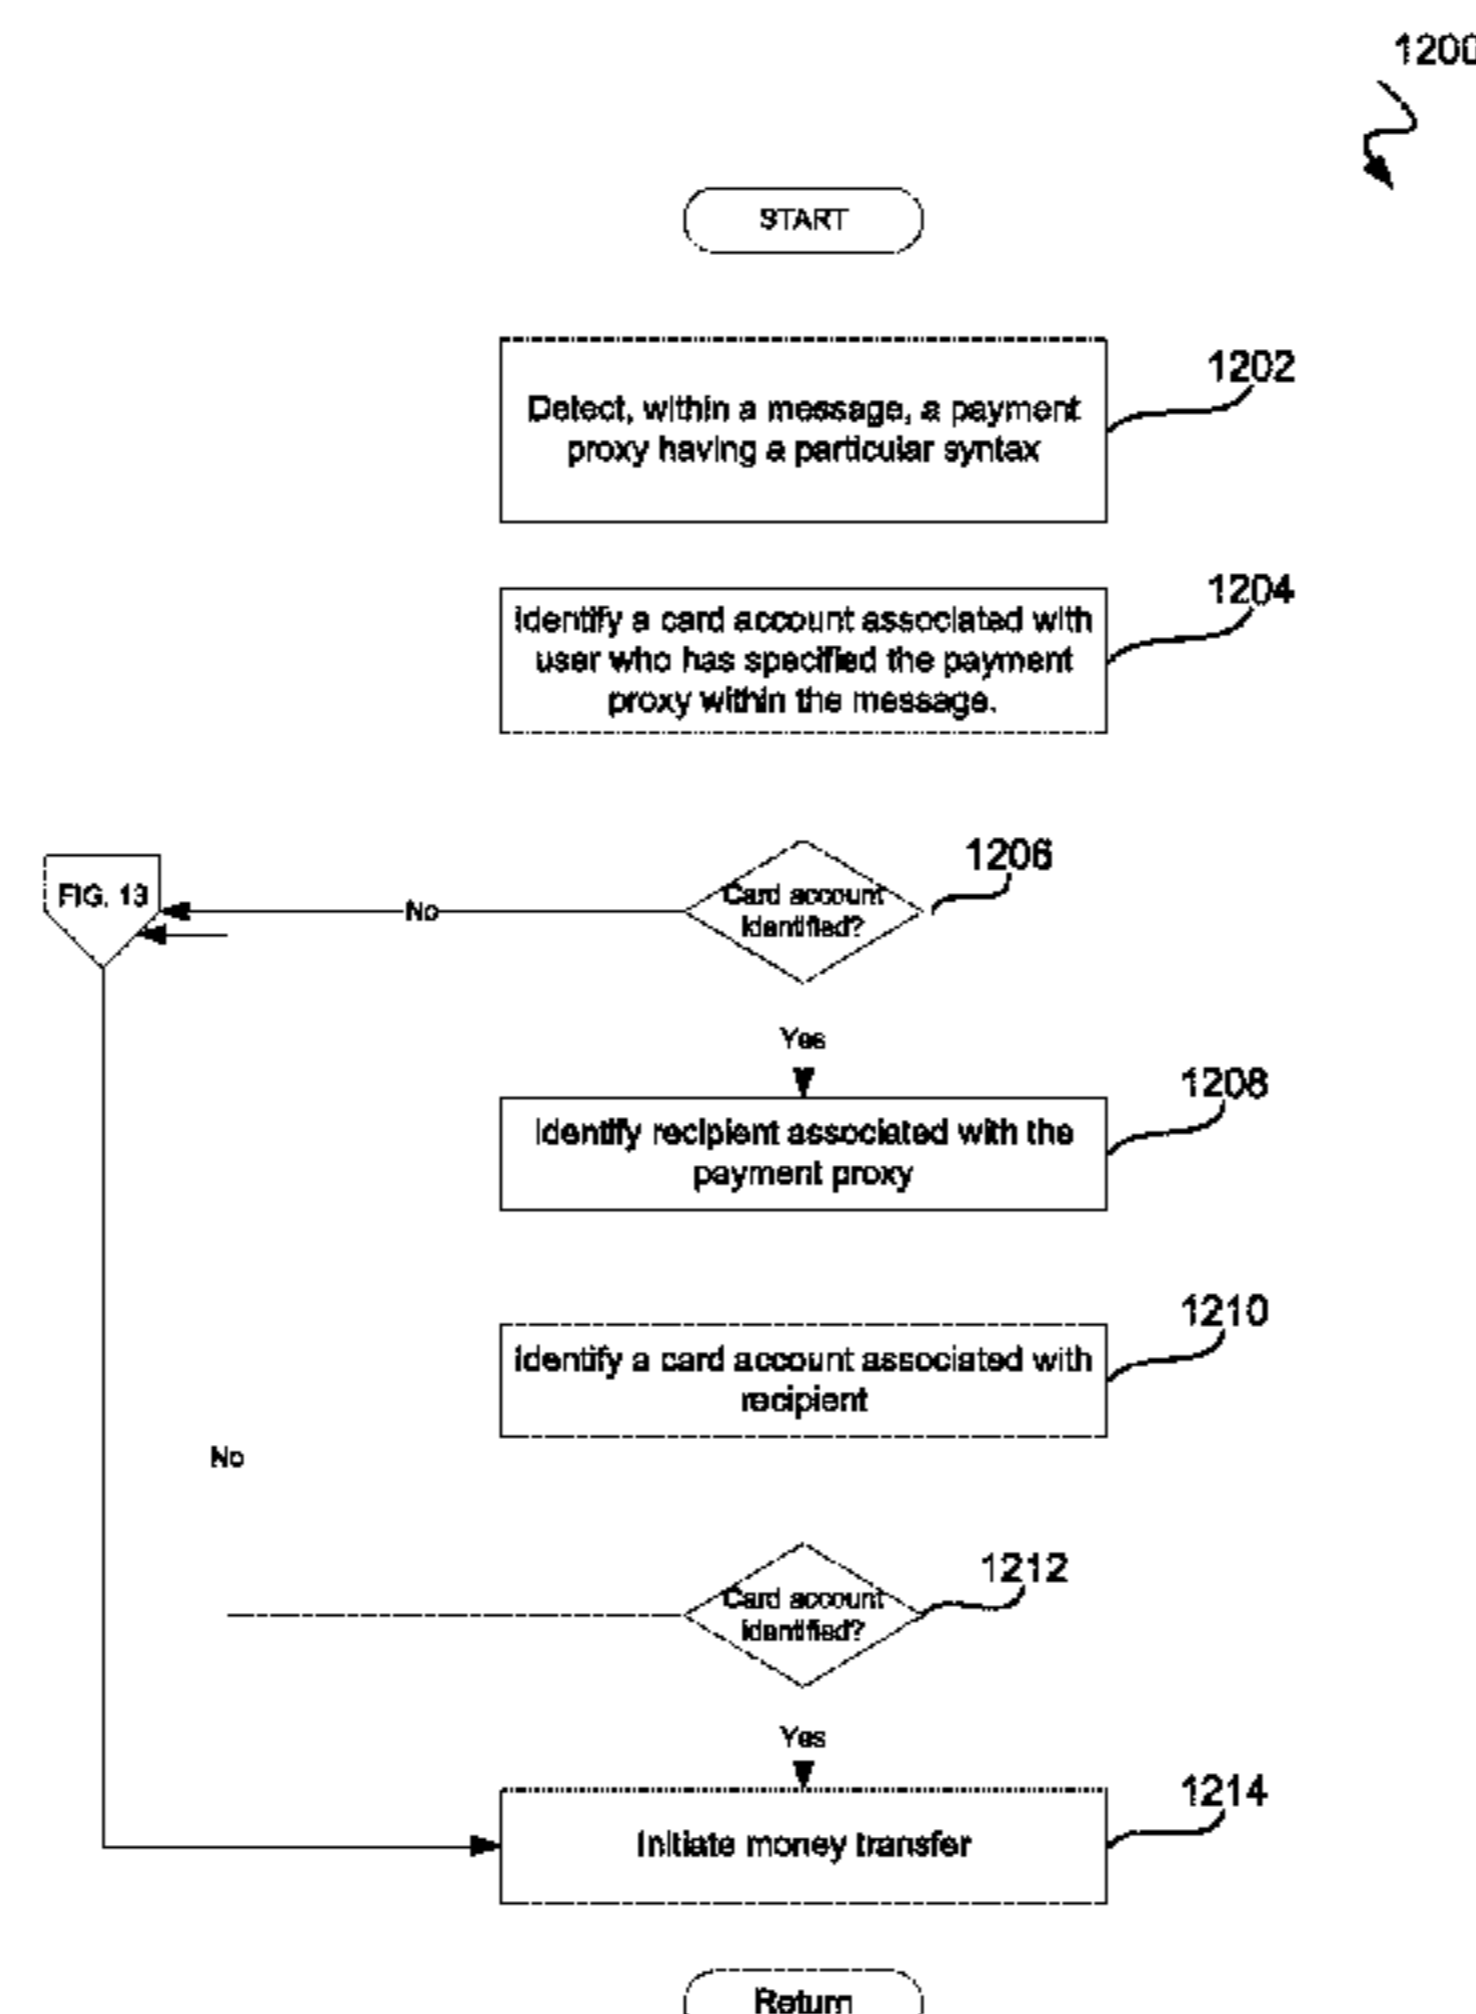 1200
START
1202
Detect, within a message, a payment
proxy having a particular syntax
1204
Identify a card account associated with
user who has specified the payment
proxy within the message.
1206
FIG. 13
No
Card account
identified?
Yes
1208
Identify recipient associated with the
payment proxy
1210
Identify a card account associated with
recipient
No
1212
Card account
identified?
Yes
1214
Initiate money transfer
Return